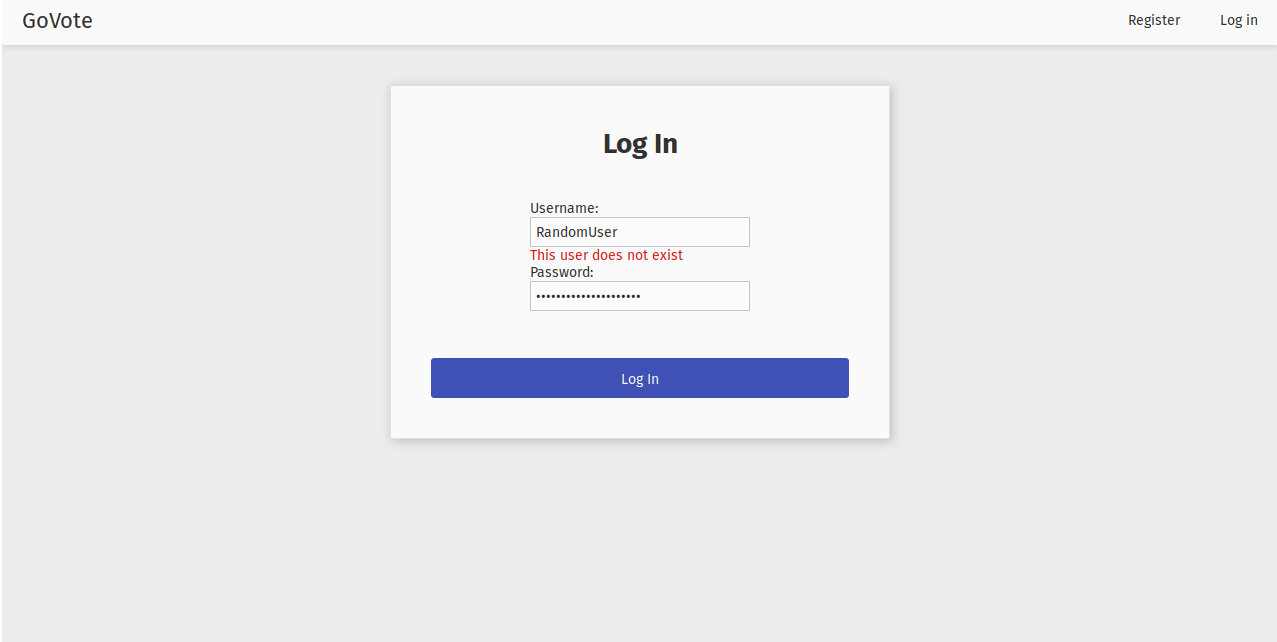 GoVote
Register
Log in
Log In
Username:
RandomUser
This user does not exist
Password:
•••••••••••••••••••••
Log In